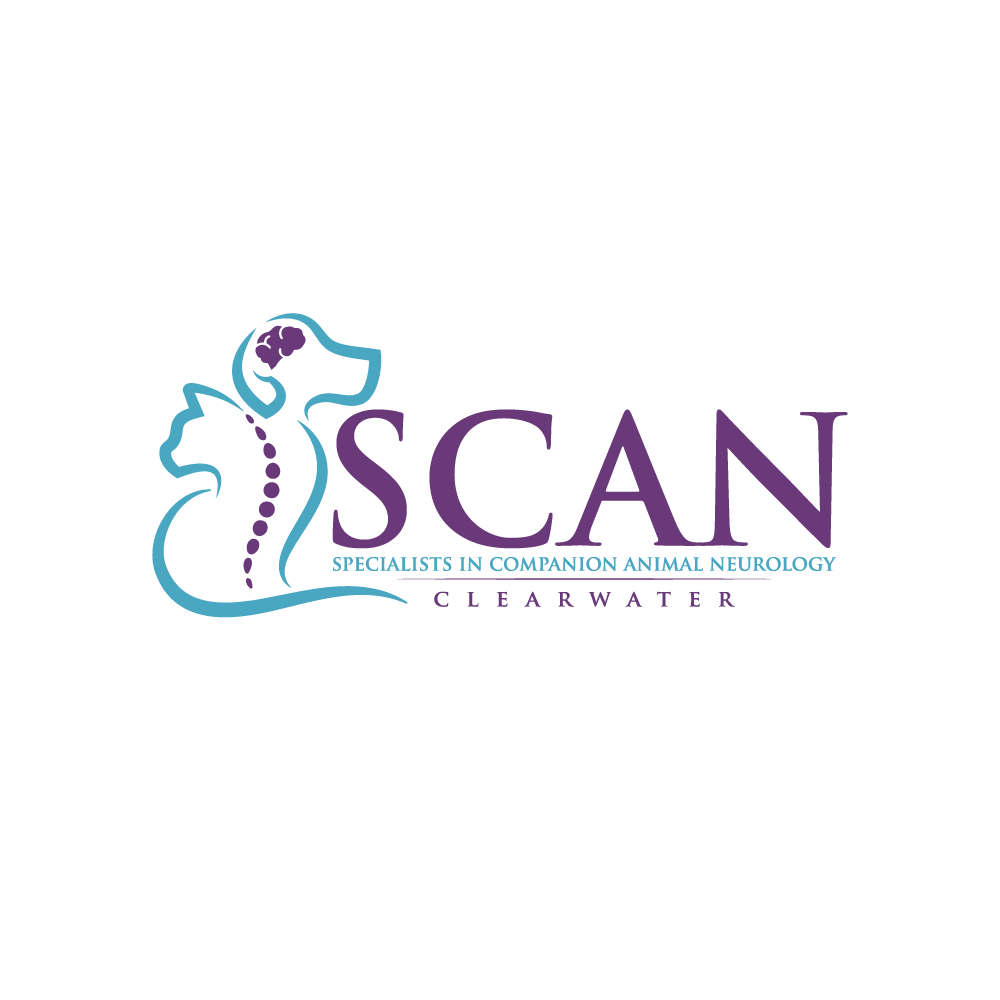 SCAN
SPECIALISTS IN COMPANION ANIMAL NEUROLOGY
CLEARWATER